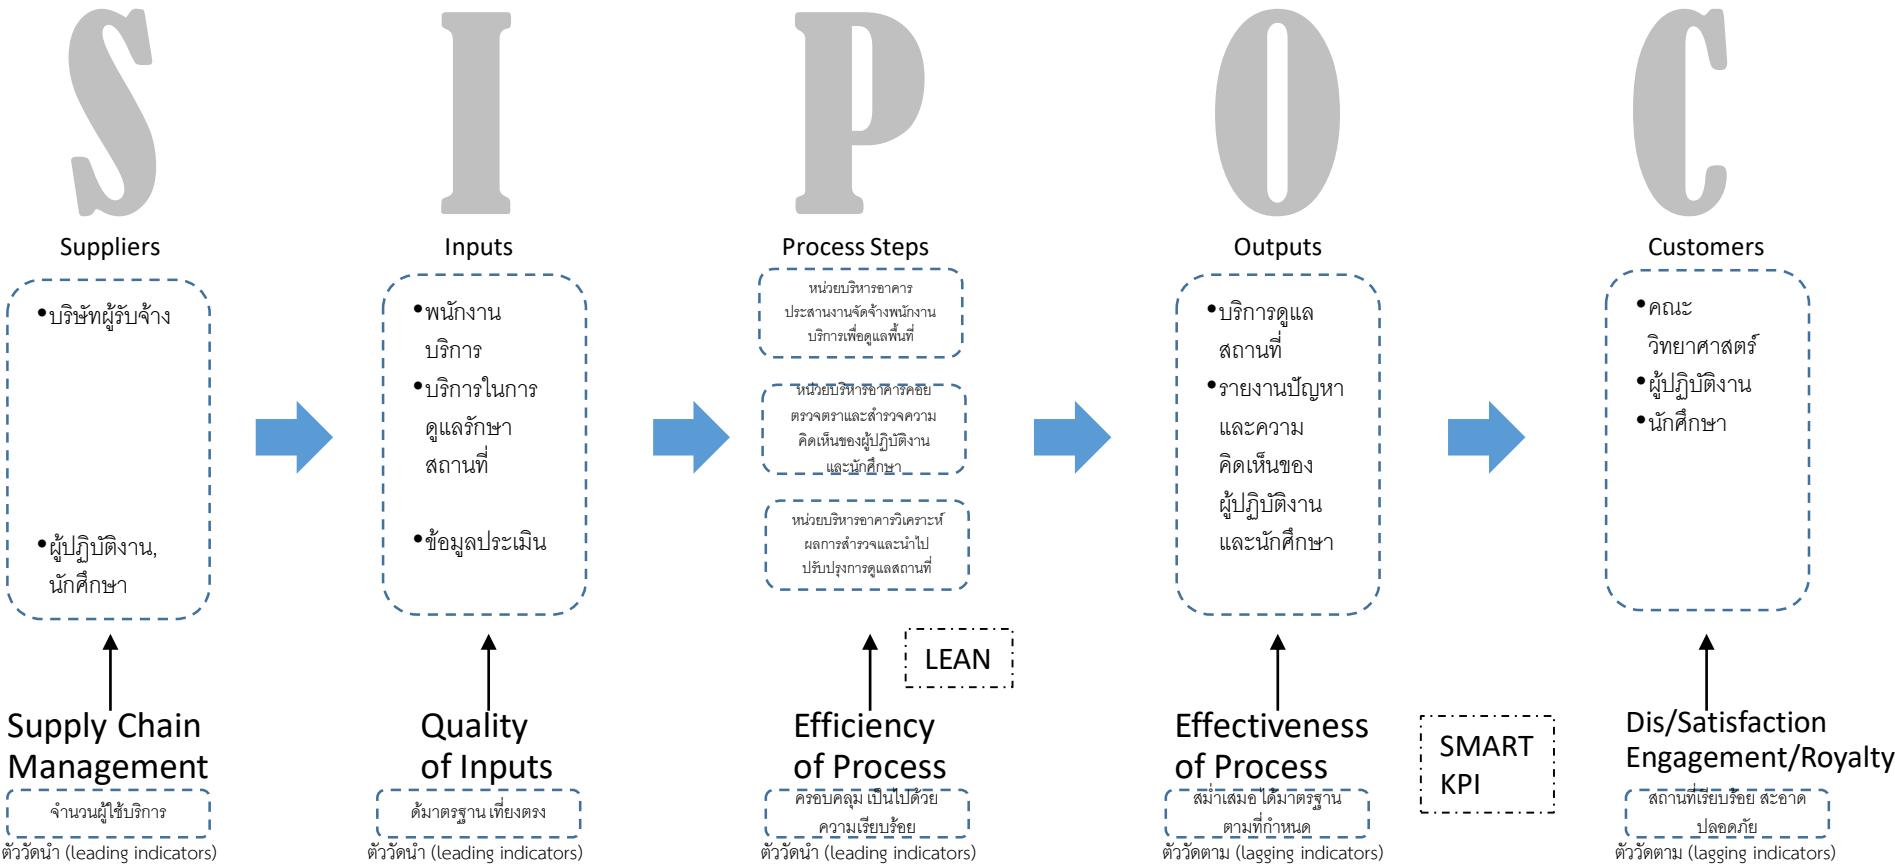 S
I
P
O
C
Suppliers
Inputs
Process Steps
Outputs
Customers
•บริษัทผู้รับจ้าง
•ผู้ปฏิบัติงาน,
นักศึกษา
•พนักงาน
บริการ
•บริการในการ
ดูแลรักษา
สถานที่
•ข้อมูลประเมิน
หน่วยบริหารอาคาร
ประสานงานจัดจ้างพนักงาน
บริการเพื่อดูแลพื้นที่
หน่วยบริหารอาคารคอย
ตรวจตราและสำรวจความ
คิดเห็นของผู้ปฏิบัติงาน
และนักศึกษา
หน่วยบริหารอาคารวิเคราะห์
ผลการสำรวจและนำไป
ปรับปรุงการดูแลสถานที่
•บริการดูแล
สถานที่
•รายงานปัญหา
และความ
คิดเห็นของ
ผู้ปฏิบัติงาน
และนักศึกษา
•คณะ
วิทยาศาสตร์
•ผู้ปฏิบัติงาน
•นักศึกษา
LEAN
Supply Chain
Management
จำนวนผู้ใช้บริการ
ตัววัดนำ (leading indicators)
Quality
of Inputs
ด้มาตรฐาน เที่ยงตรง
ตัววัดนำ (leading indicators)
Efficiency
of Process
ครอบคลุม เป็นไปด้วย
ความเรียบร้อย
ตัววัดนำ (leading indicators)
Effectiveness
of Process
สม่ำเสมอ ได้มาตรฐาน
ตามที่กำหนด
ตัววัดตาม (lagging indicators)
SMART
KPI
Dis/Satisfaction
Engagement/Royalty
สถานที่เรียบร้อย สะอาด
ปลอดภัย
ตัววัดตาม (lagging indicators)